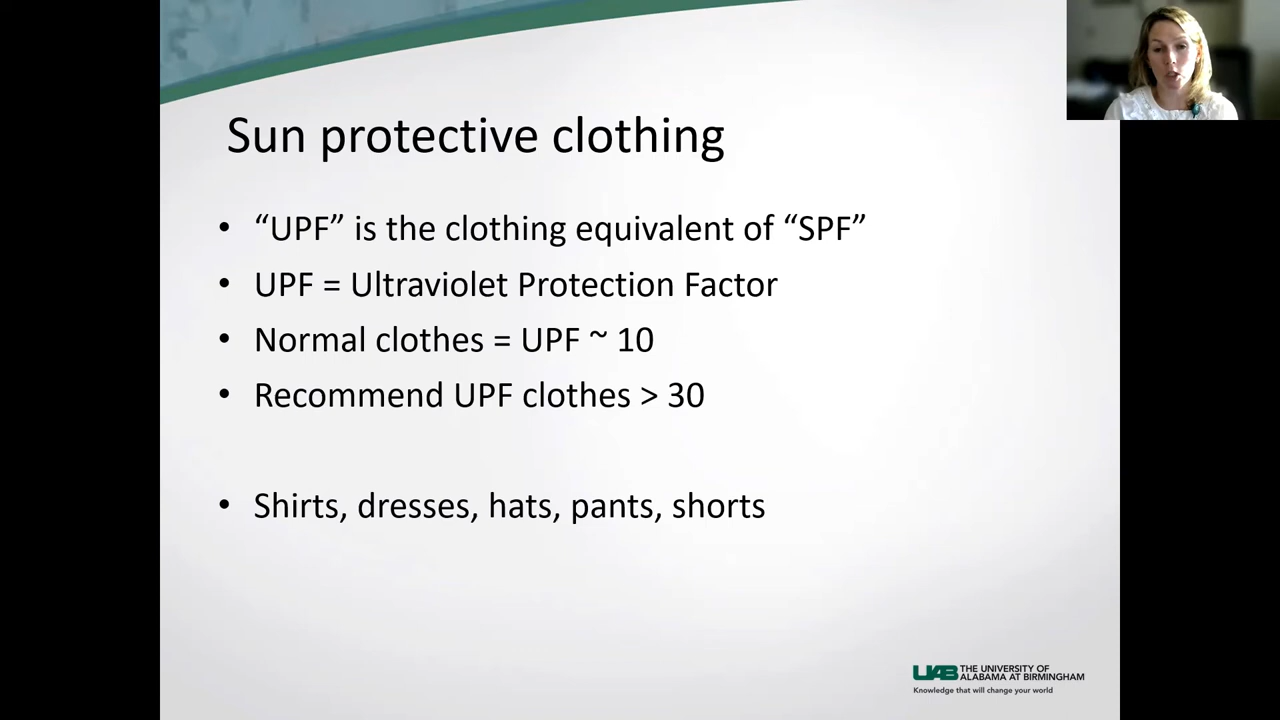 Sun protective clothing
• “UPF” is the clothing equivalent of “SPF”
• UPF = Ultraviolet Protection Factor
• Normal clothes = UPF ~ 10
• Recommend UPF clothes > 30
• Shirts, dresses, hats, pants, shorts
UAB THE UNIVERSITY OF
ALABAMA AT BIRMINGHAM
Knowledge that will change your world